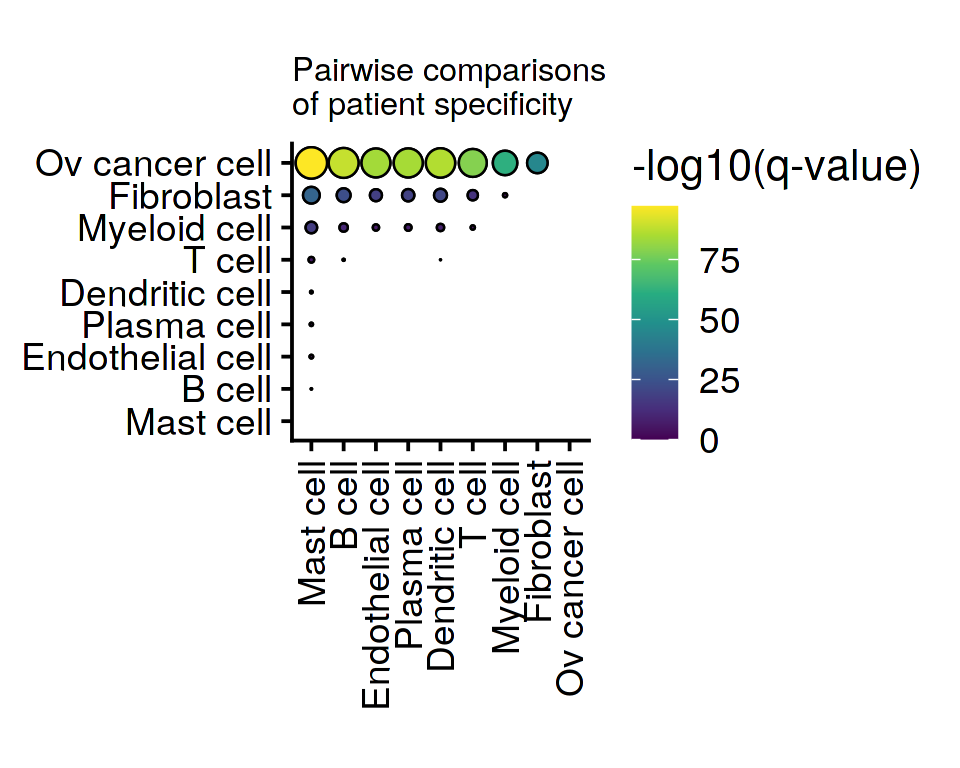 Pairwise comparisons
of patient specificity
Ov cancer cell
Fibroblast
Myeloid cell
T cell
Dendritic cell
Plasma cell
Endothelial cell
B cell
Mast cell
Mast cell
B cell
Endothelial cell
Plasma cell
Dendritic cell
T cell
Myeloid cell
Fibroblast
Ov cancer cell
-log10(q-value)
75
50
25
0